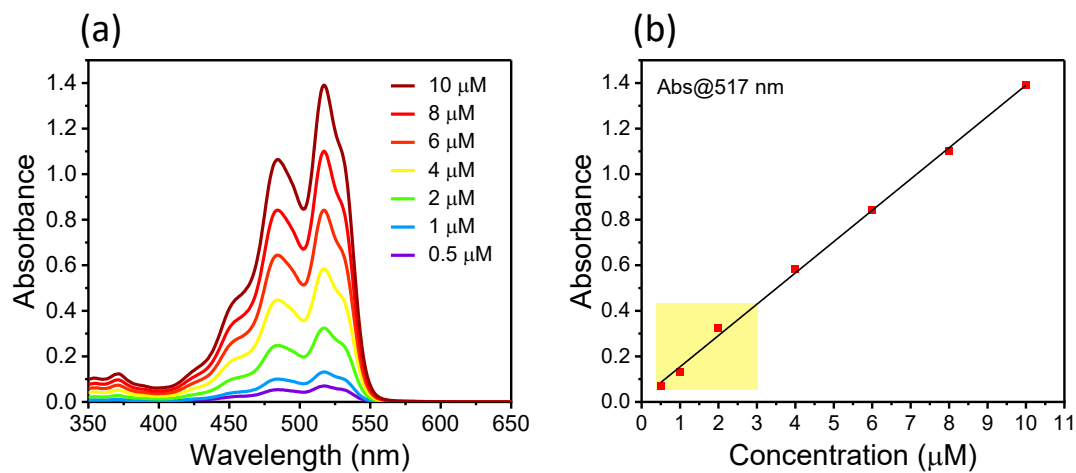 (a)
1.4
1.2
1.0
0.8
0.6
0.4
0.2
0.0
Absorbance
350 400 450 500 550 600 650
Wavelength (nm)
10 μM
8 μM
6 μM
4 μM
2 μM
1 μM
0.5 μM
(b)
Abs@517 nm
1.4
1.2
1.0
0.8
0.6
0.4
0.2
0.0
Absorbance
0 1 2 3 4 5 6 7 8 9 10 11
Concentration (μM)